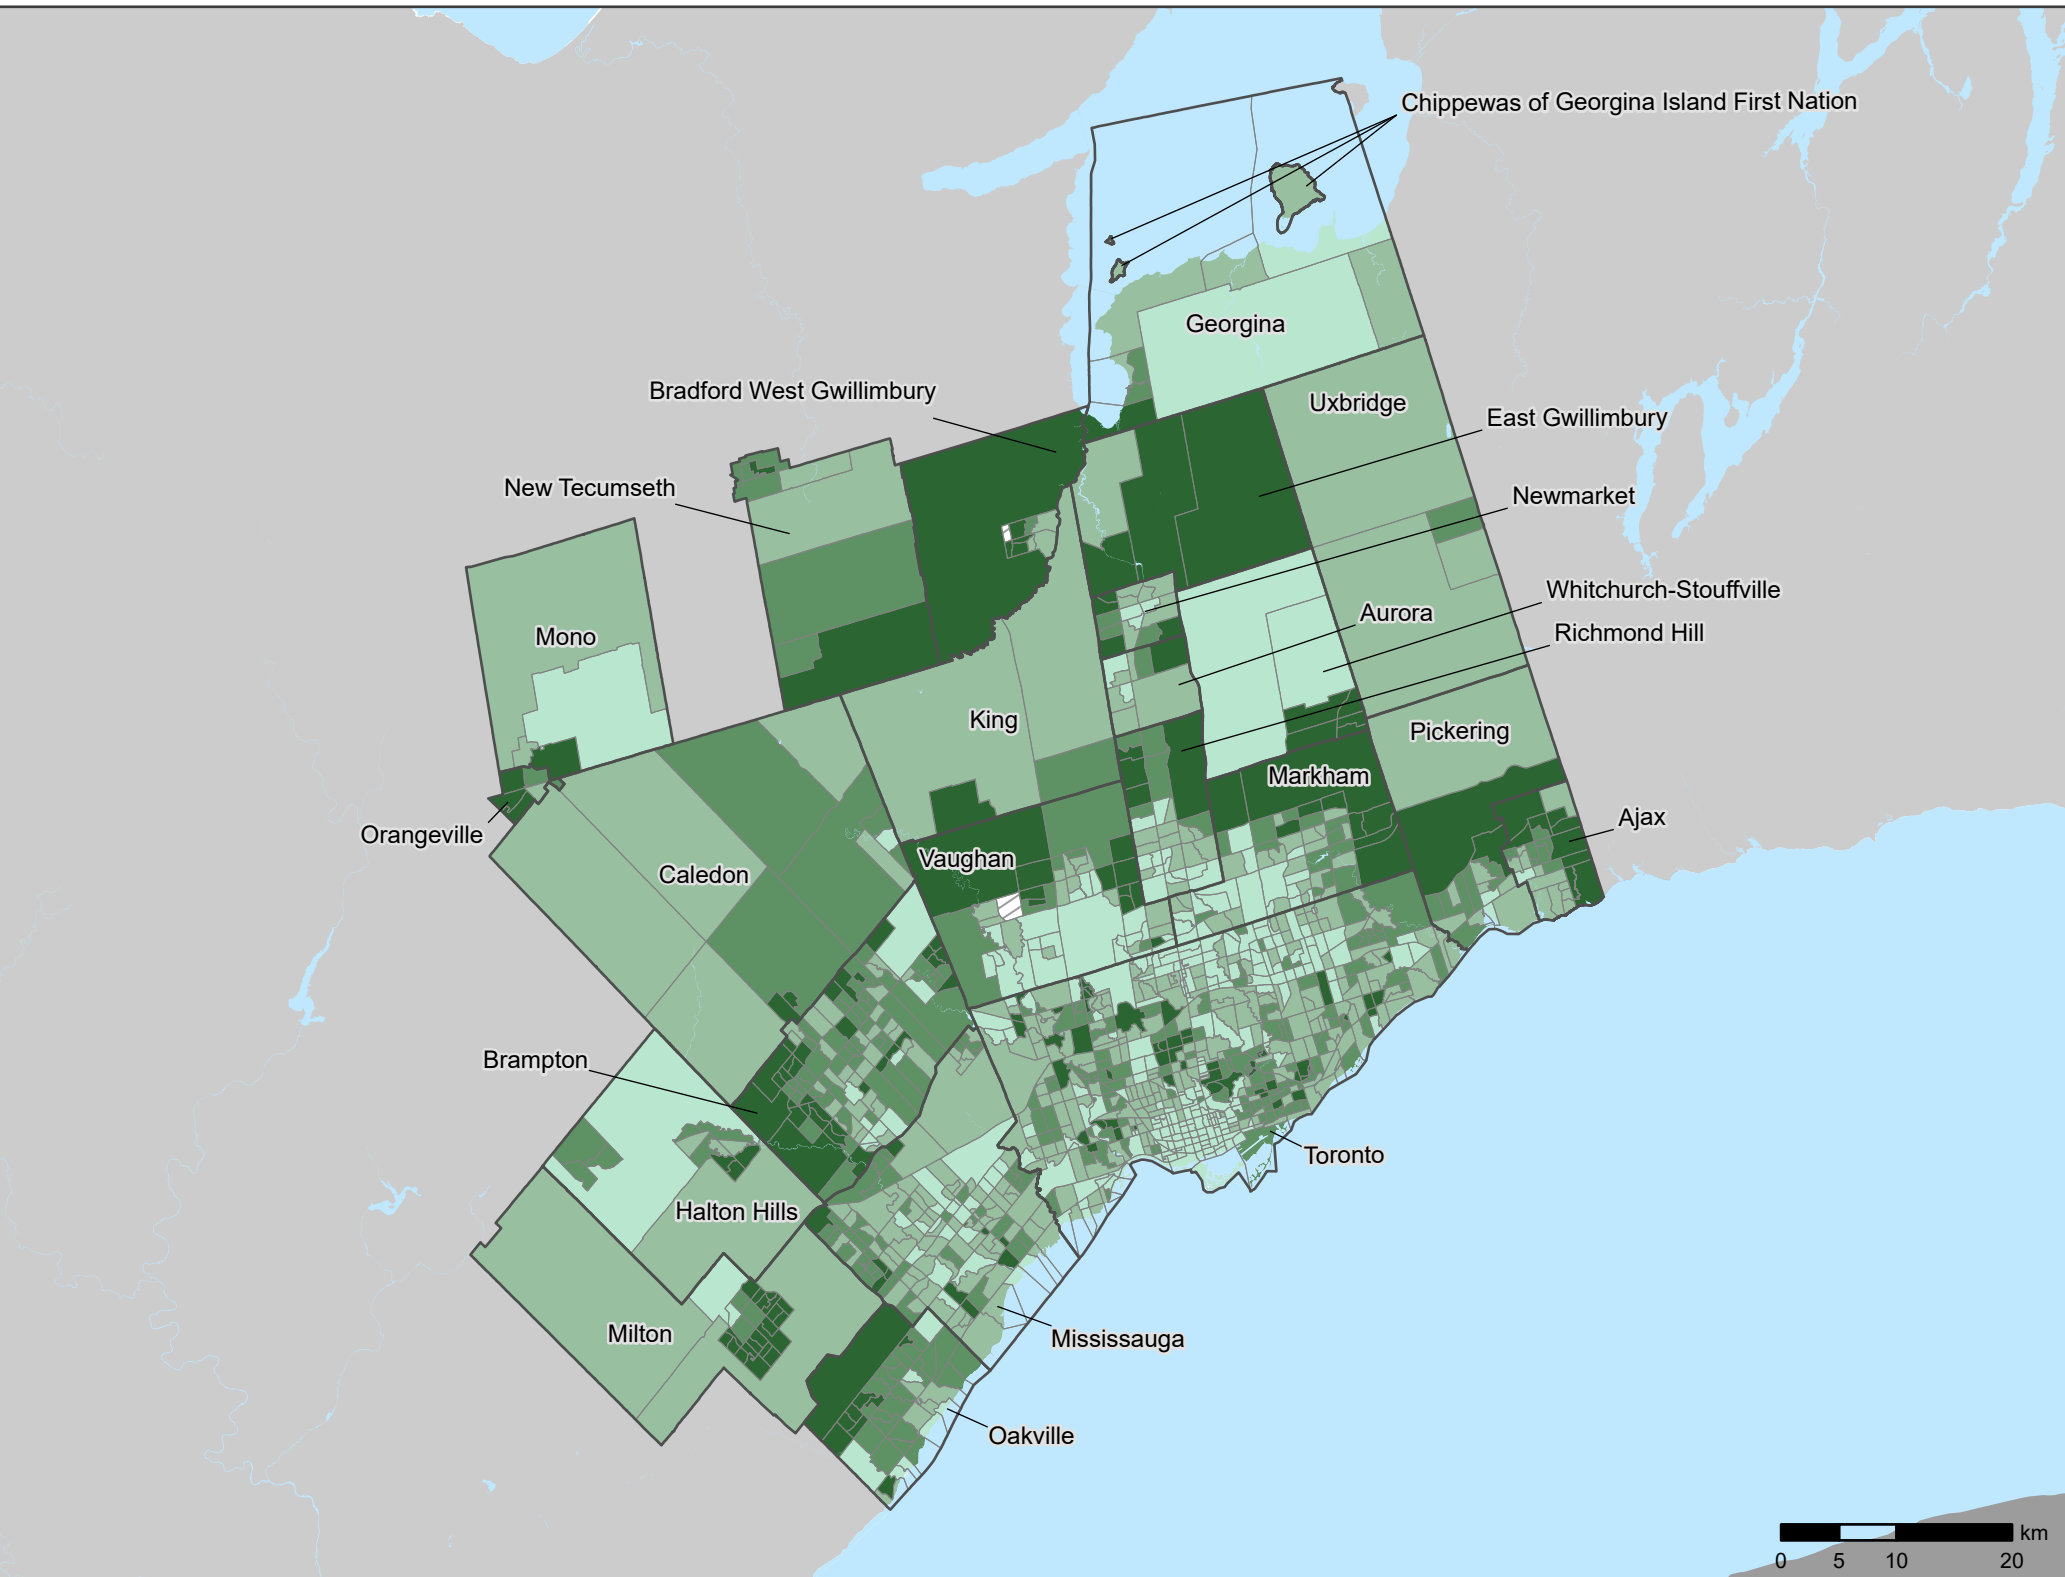 Chippewas of Georgina Island First Nation
Georgina
Bradford West Gwillimbury
Uxbridge
East Gwillimbury
New Tecumseth
Newmarket
Whitchurch-Stouffville
Aurora
Richmond Hill
Mono
King
Pickering
Markham
Ajax
Orangeville
Vaughan
Caledon
Brampton
Toronto
Halton Hills
Milton
Mississauga
Oakville
km
0 5 10 20